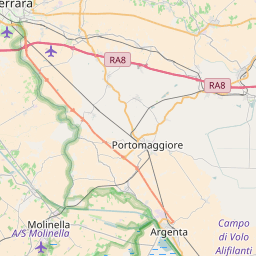 errara
RA8
RA8
Portomaggiore
Molinella
A/S Molinella
Argenta
Campo
di Volo
Alifilanti